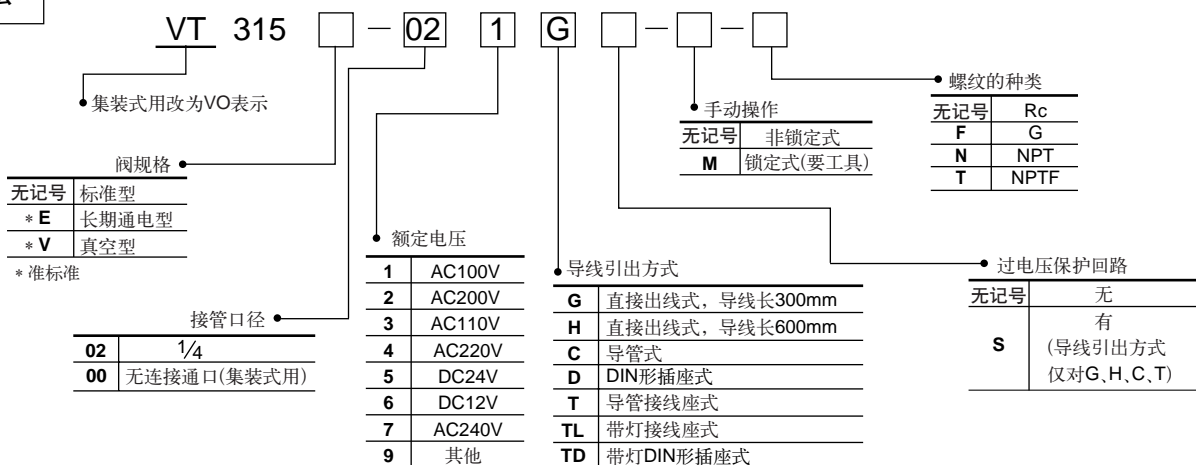 VT 315 □ － 02 1 G □ － □ － □
集装式用改为VO表示
阀规格
无记号 标准型
* E 长期通电型
* V 真空型
* 准标准
接管口径
02 1/4
00 无连接通口(集装式用)
额定电压
1 AC100V
2 AC200V
3 AC110V
4 AC220V
5 DC24V
6 DC12V
7 AC240V
9 其他
导线引出方式
G 直接出线式，导线长300mm
H 直接出线式，导线长600mm
C 导管式
D DIN形插座式
T 导管接线座式
TL 带灯接线座式
TD 带灯DIN形插座式
手动操作
无记号 非锁定式
M 锁定式(要工具)
螺纹的种类
无记号 Rc
F G
N NPT
T NPTF
过电压保护回路
无记号 无
S 有
(导线引出方式
仅对G、H、C、T)